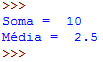 >>>
Soma =  10
Média =  2.5
>>>